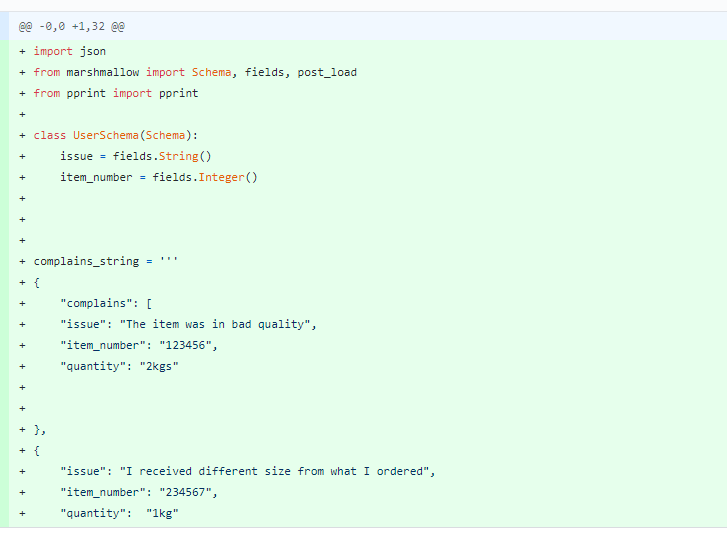 @@ -0,0 +1,32 @@
+ import json
+ from marshmallow import Schema, fields, post_load
+ from pprint import pprint
+
+ class UserSchema(Schema):
+     issue = fields.String()
+     item_number = fields.Integer()
+
+
+
+ complains_string = '''
+ {
+     "complains": [
+     "issue": "The item was in bad quality",
+     "item_number": "123456",
+     "quantity": "2kgs"
+
+
+ },
+ {
+     "issue": "I received different size from what I ordered",
+     "item_number": "234567",
+     "quantity":  "1kg"